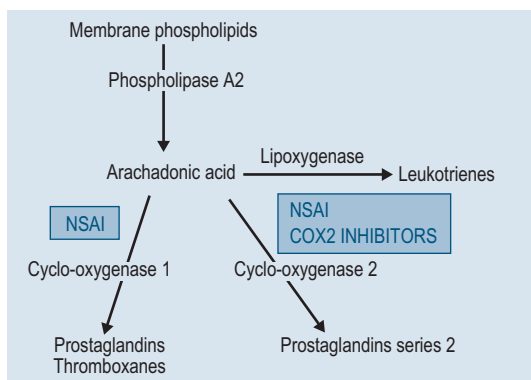 Membrane phospholipids
Phospholipase A2
Lipoxygenase
Arachadonic acid
Leukotrienes
NSAI
NSAI
COX2 INHIBITORS
Cyclo-oxygenase 1
Cyclo-oxygenase 2
Prostaglandins
Thromboxanes
Prostaglandins series 2